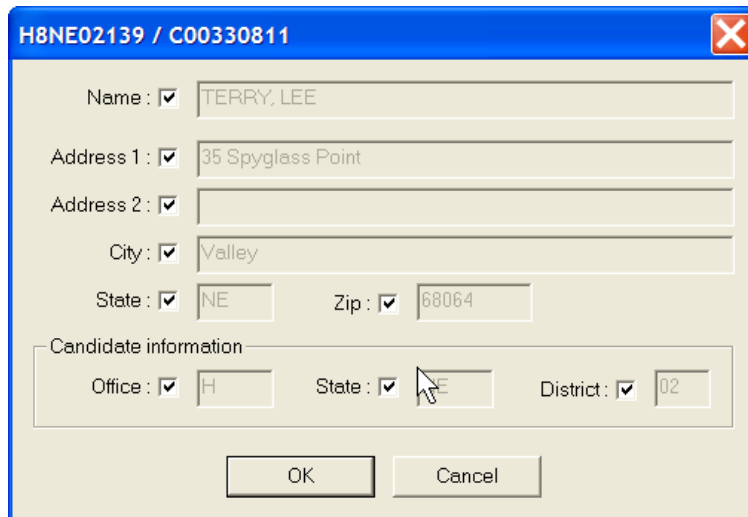 H8NE02139 / C00330811
Name : TERRY, LEE
Address 1 : 35 Spyglass Point
Address 2 :
City : Valley
State : NE Zip : 68064
Candidate information
Office : H State : NE District : 02
OK Cancel